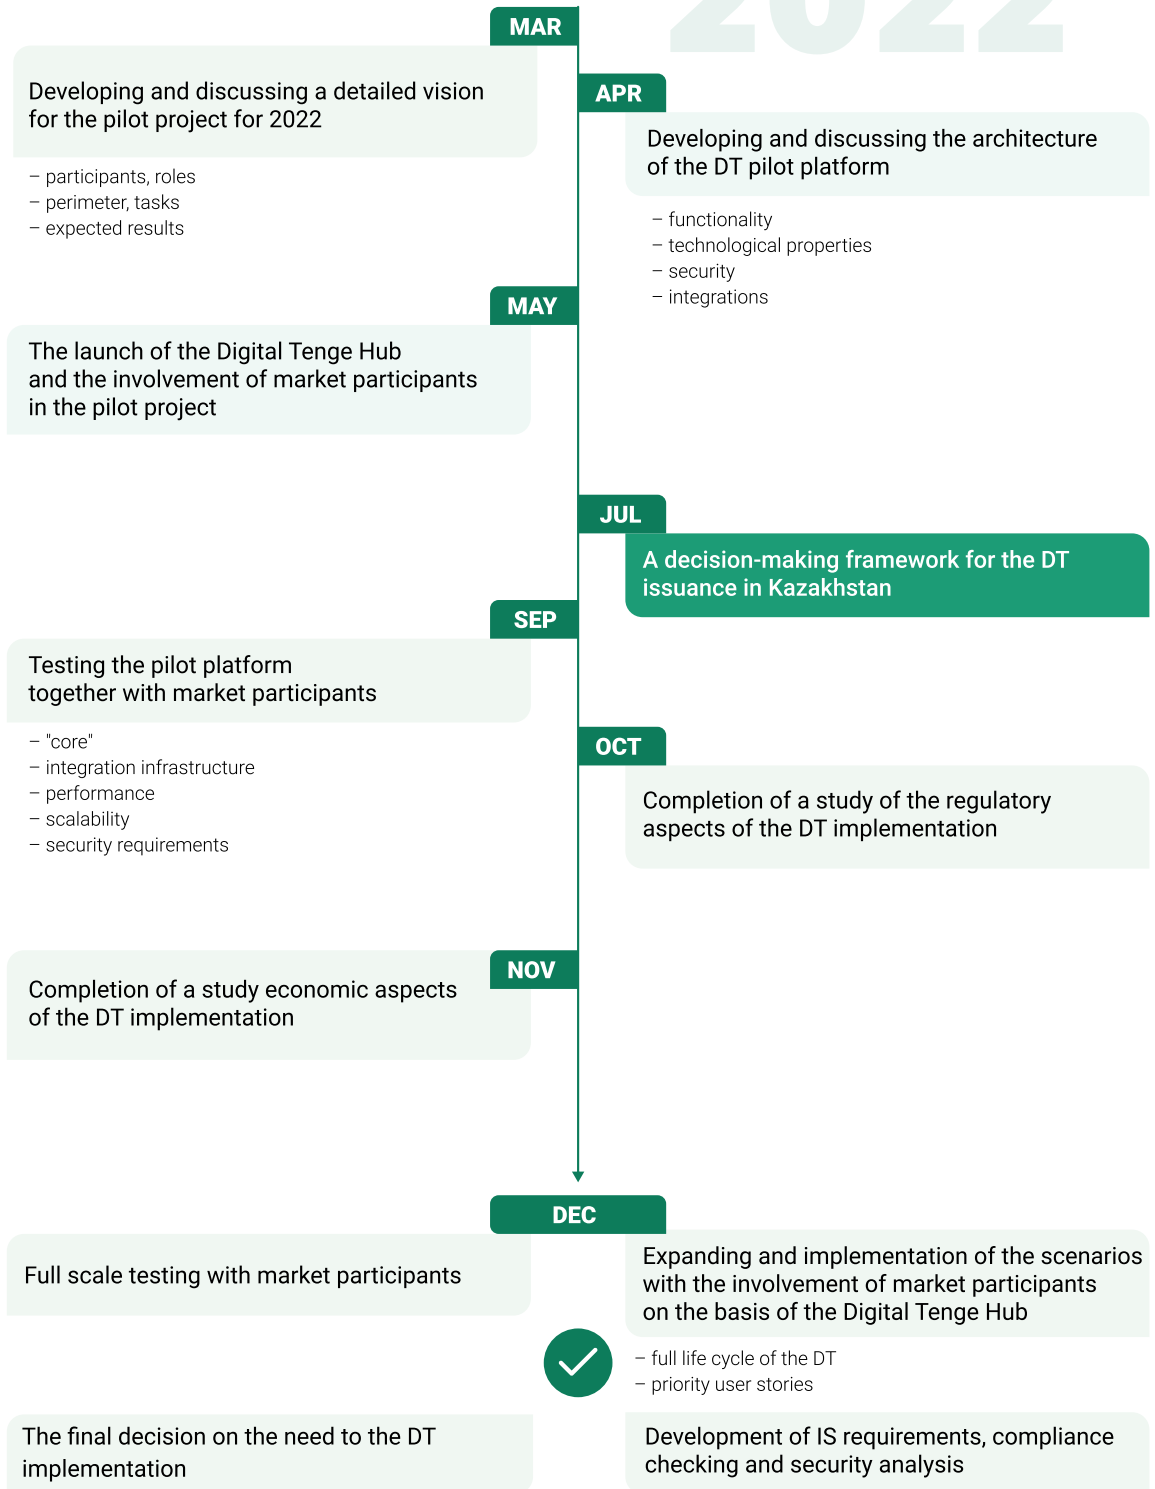 2022
MAR
Developing and discussing a detailed vision
for the pilot project for 2022
– participants, roles
– perimeter, tasks
– expected results
APR
Developing and discussing the architecture
of the DT pilot platform
– functionality
– technological properties
– security
– integrations
MAY
The launch of the Digital Tenge Hub
and the involvement of market participants
in the pilot project
JUL
A decision-making framework for the DT
issuance in Kazakhstan
SEP
Testing the pilot platform
together with market participants
– "core"
– integration infrastructure
– performance
– scalability
– security requirements
OCT
Completion of a study of the regulatory
aspects of the DT implementation
NOV
Completion of a study economic aspects
of the DT implementation
DEC
Full scale testing with market participants
Expanding and implementation of the scenarios
with the involvement of market participants
on the basis of the Digital Tenge Hub
– full life cycle of the DT
– priority user stories
The final decision on the need to the DT
implementation
Development of IS requirements, compliance
checking and security analysis